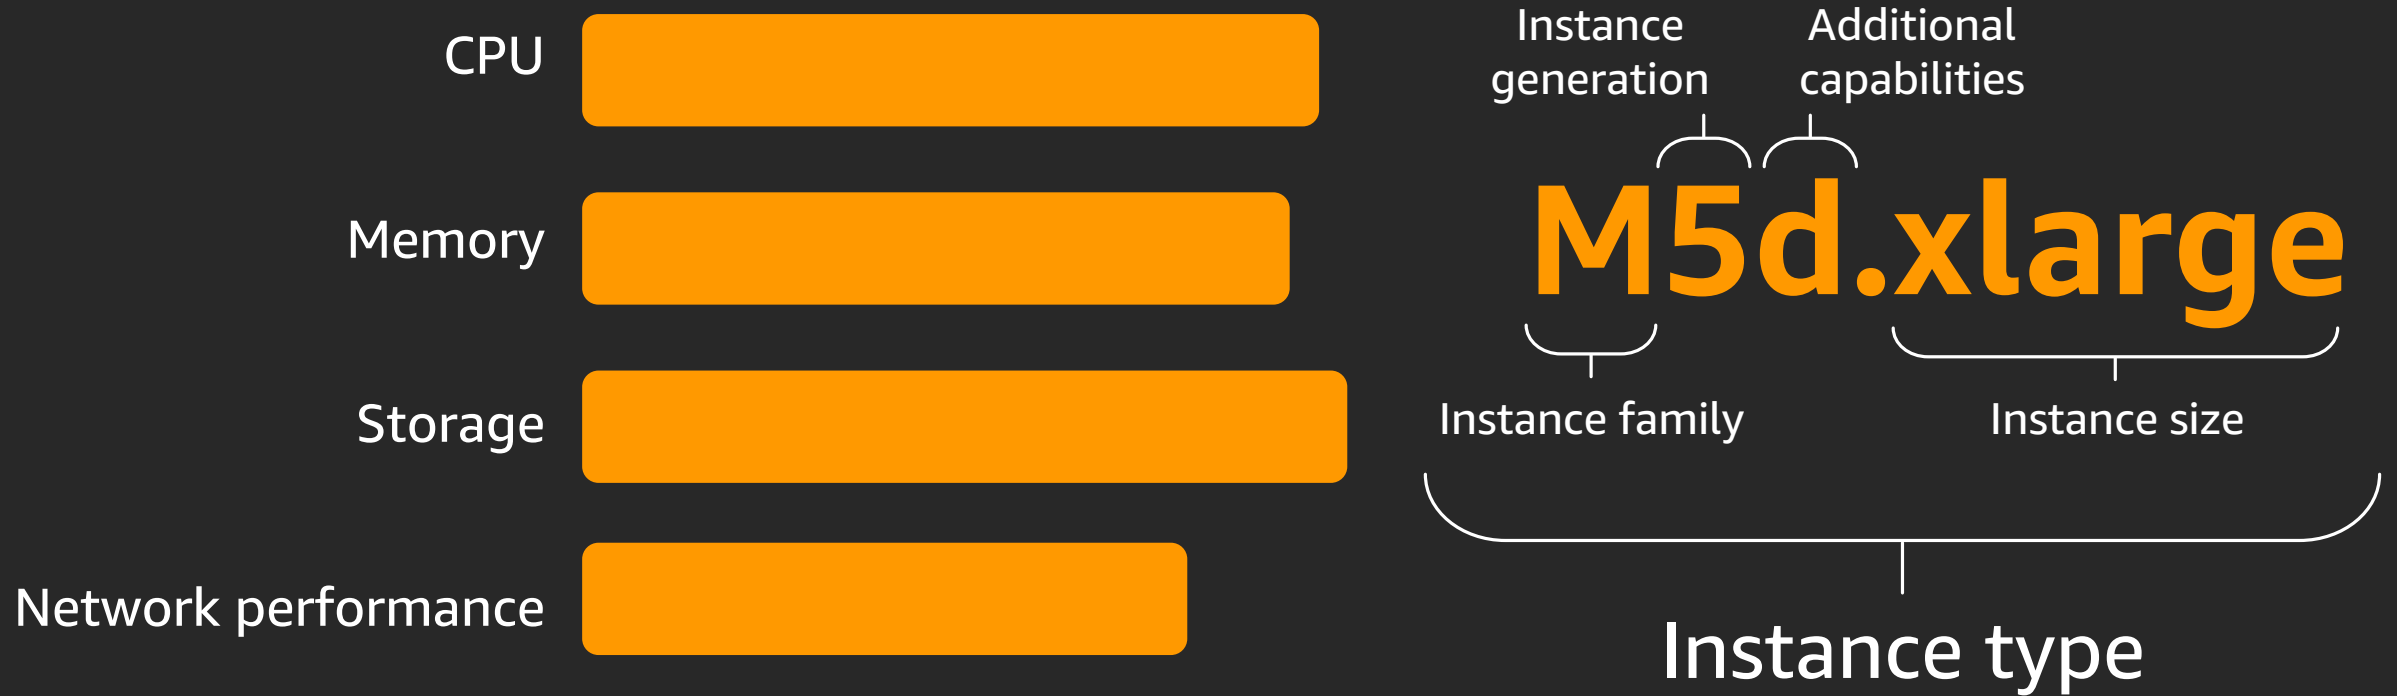 CPU
Memory
Storage
Network performance
Instance
generation
Additional
capabilities
M5d.xlarge
Instance family
Instance size
Instance type